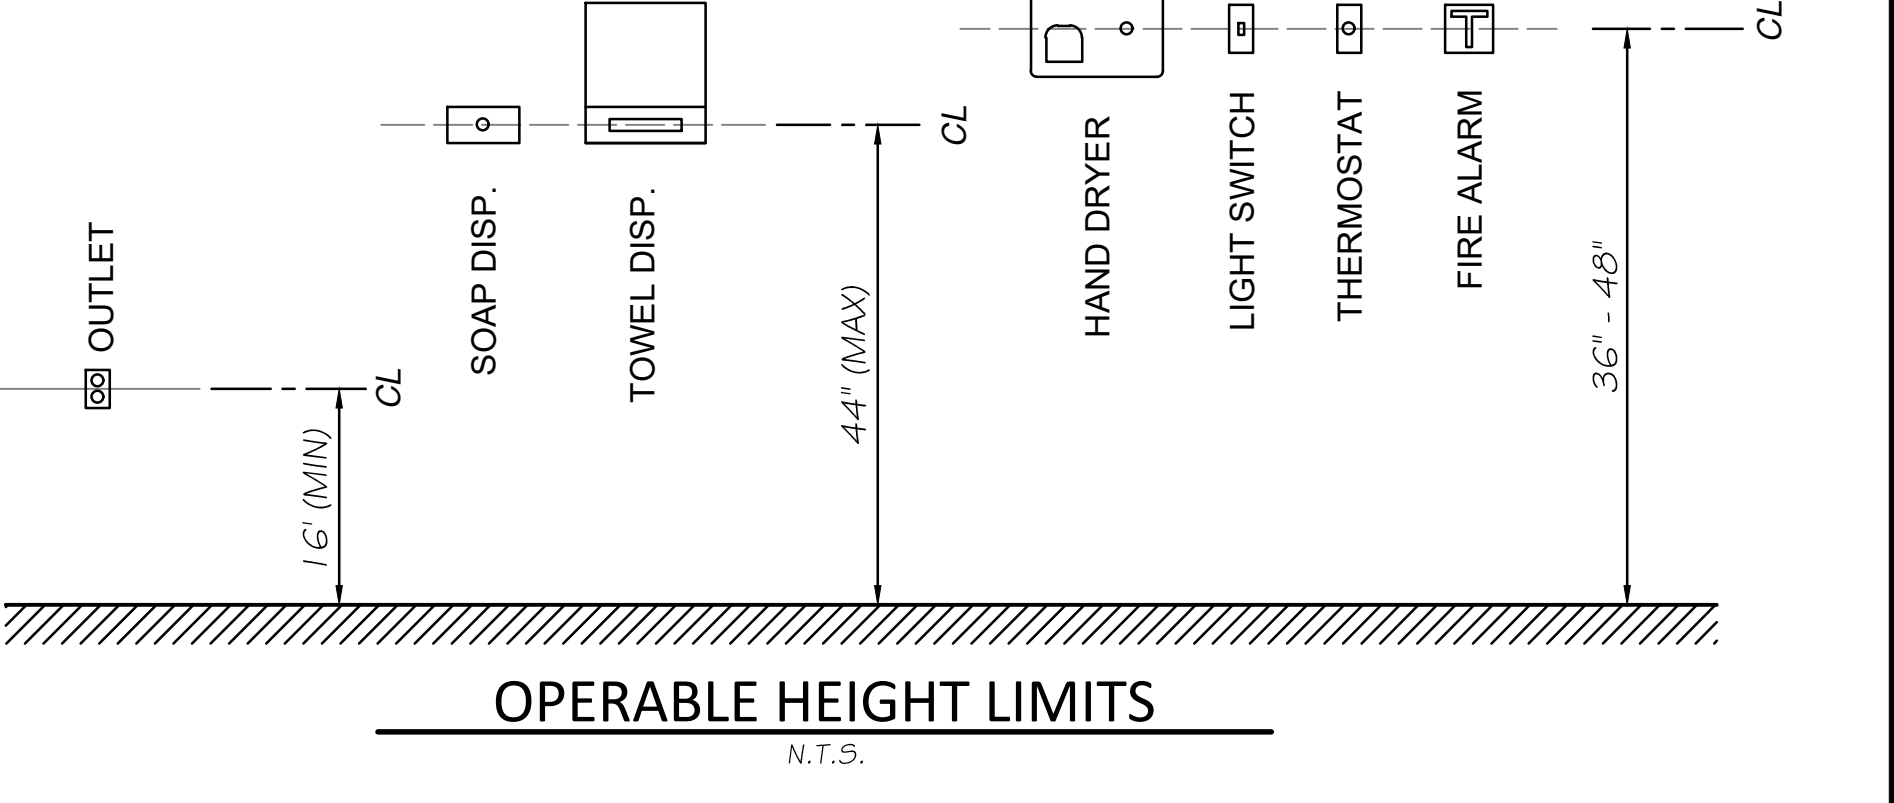 OUTLET
CL
16' (MIN)
SOAP DISP.
TOWEL DISP.
44" (MAX)
CL
HAND DRYER
LIGHT SWITCH
THERMOSTAT
FIRE ALARM
36" - 48"
CL
OPERABLE HEIGHT LIMITS
N.T.S.